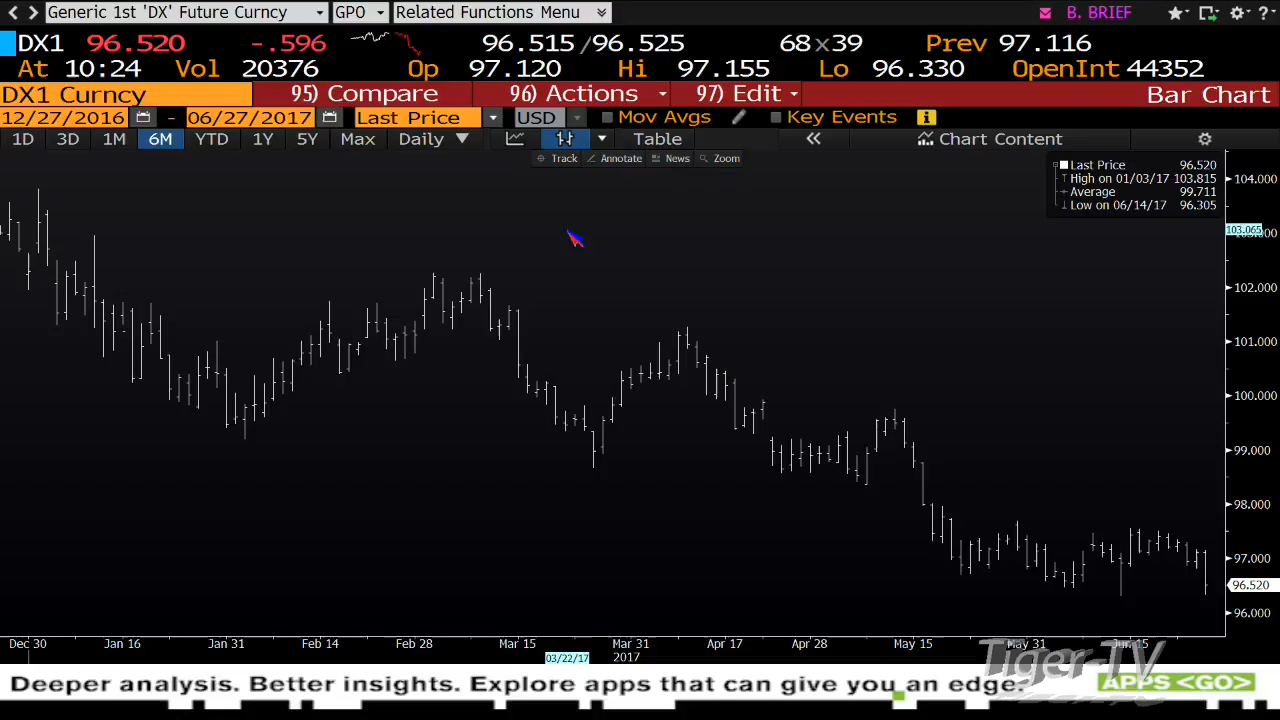 Generic 1st 'DX' Future Curncy GPO Related Functions Menu B. BRIEF
DX1 96.520 -.596 96.515/96.525 68x39 Prev 97.116
At 10:24 Vol 20376 Op 97.120 Hi 97.155 Lo 96.330 OpenInt 44352
DX1 Curncy 95) Compare 96) Actions 97) Edit Bar Chart
12/27/2016 - 06/27/2017 Last Price USD Mov Avgs Key Events
1D 3D 1M 6M YTD 1Y 5Y Max Daily Table « Chart Content
Track Annotate News Zoom
Last Price 96.520
High on 01/03/17 103.815
Average 99.711
Low on 06/14/17 96.305
104.000
103.065
102.000
101.000
100.000
99.000
98.000
97.000
96.520
96.000
Dec 30 Jan 16 Jan 31 Feb 14 Feb 28 Mar 15 Mar 31 Apr 17 Apr 28 May 15 May 31 Jun 15
03/22/17 2017
Tiger-TV
Deeper analysis. Better insights. Explore apps that can give you an edge. APPS <GO>